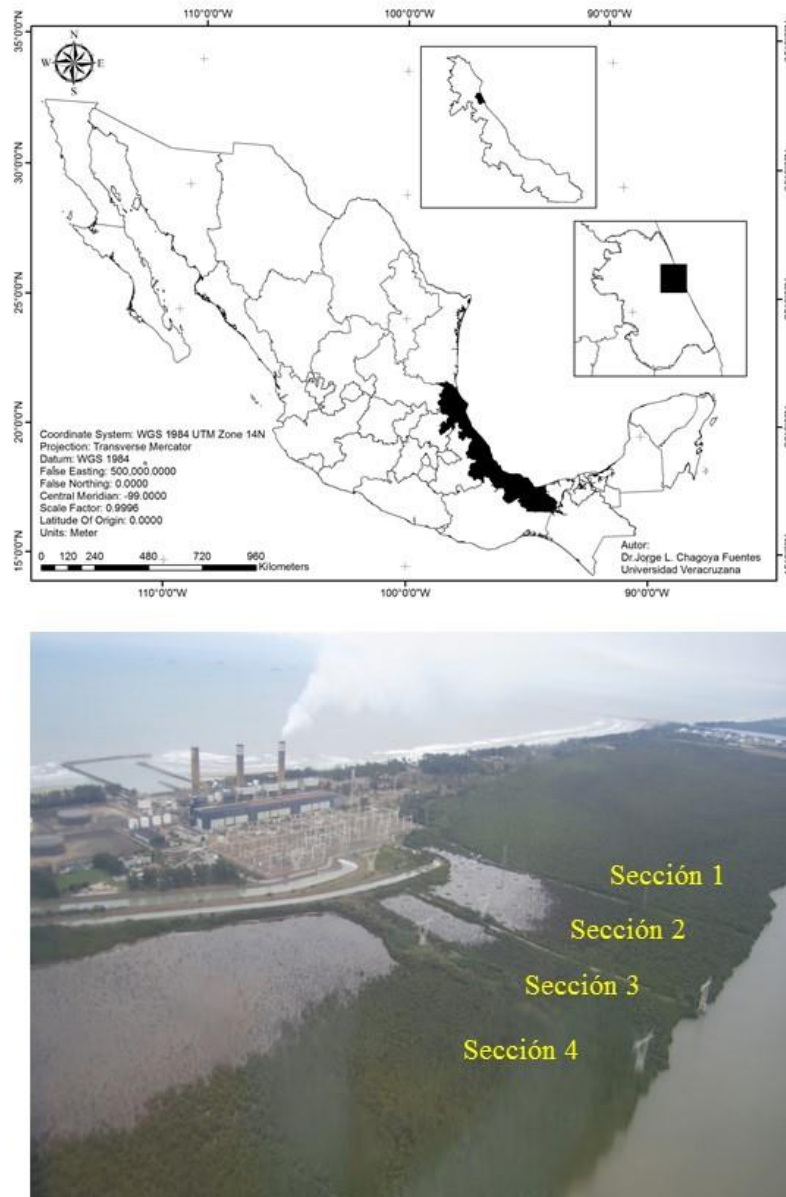 110°0'0"W
100°0'0"W
90°0'0"W
35°0'0"N
30°0'0"N
25°0'0"N
20°0'0"N
15°0'0"N
N
W
E
S
Coordinate System: WGS 1984 UTM Zone 14N
Projection: Transverse Mercator
Datum: WGS 1984
False Easting: 500,000.0000
False Northing: 0.0000
Central Meridian: -99.0000
Scale Factor: 0.9996
Latitude Of Origin: 0.0000
Units: Meter
0 120 240 480 720 960
Kilometers
Autor:
Dr.Jorge L. Chagoya Fuentes
Universidad Veracruzana
110°0'0"W
100°0'0"W
90°0'0"W
Sección 1
Sección 2
Sección 3
Sección 4